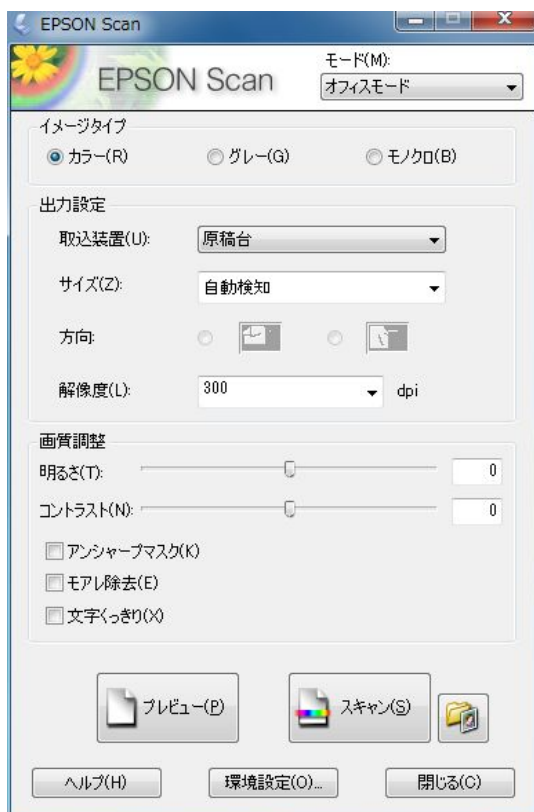 EPSON Scan
EPSON Scan
モード(M):
オフィスモード
イメージタイプ
カラー(R) グレー(G) モノクロ(B)
出力設定
取込装置(U): 原稿台
サイズ(Z): 自動検知
方向:
解像度(L): 300 dpi
画質調整
明るさ(T): 0
コントラスト(N): 0
アンシャープマスク(K)
モアレ除去(E)
文字くっきり(X)
プレビュー(P) スキャン(S)
ヘルプ(H) 環境設定(O)... 閉じる(C)